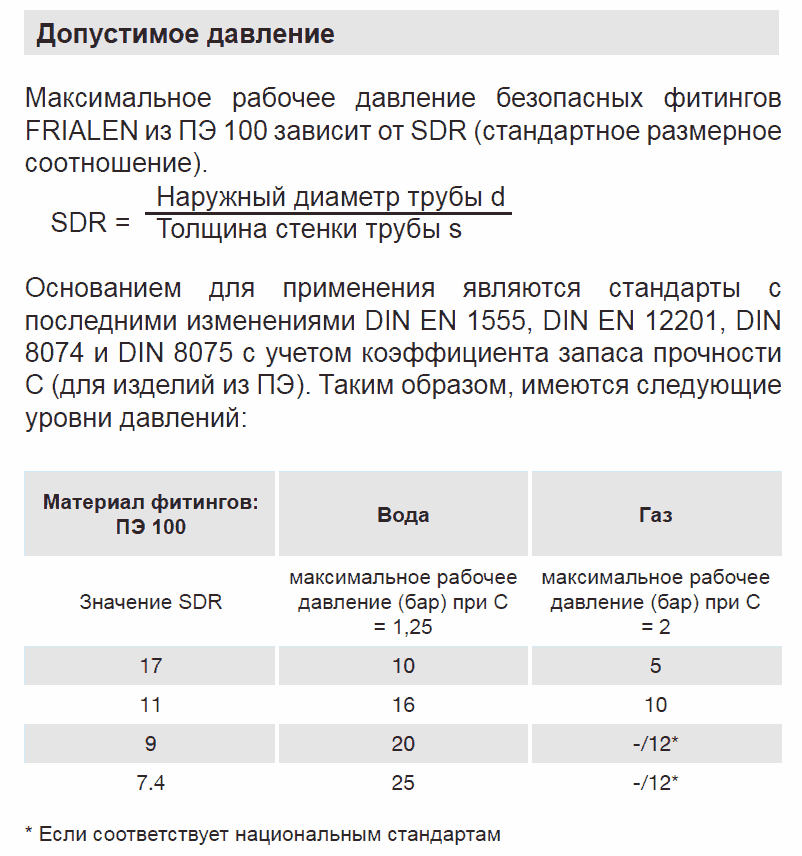 Допустимое давление
Максимальное рабочее давление безопасных фитингов
FRIALEN из ПЭ 100 зависит от SDR (стандартное размерное
соотношение).
SDR = Наружный диаметр трубы d
Толщина стенки трубы s
Основанием для применения являются стандарты с
последними изменениями DIN EN 1555, DIN EN 12201, DIN
8074 и DIN 8075 с учетом коэффициента запаса прочности
С (для изделий из ПЭ). Таким образом, имеются следующие
уровни давлений:
Материал фитингов: ПЭ 100 Вода Газ
Значение SDR максимальное рабочее давление (бар) при С = 1,25 максимальное рабочее давление (бар) при С = 2
17 10 5
11 16 10
9 20 -/12*
7.4 25 -/12*
* Если соответствует национальным стандартам